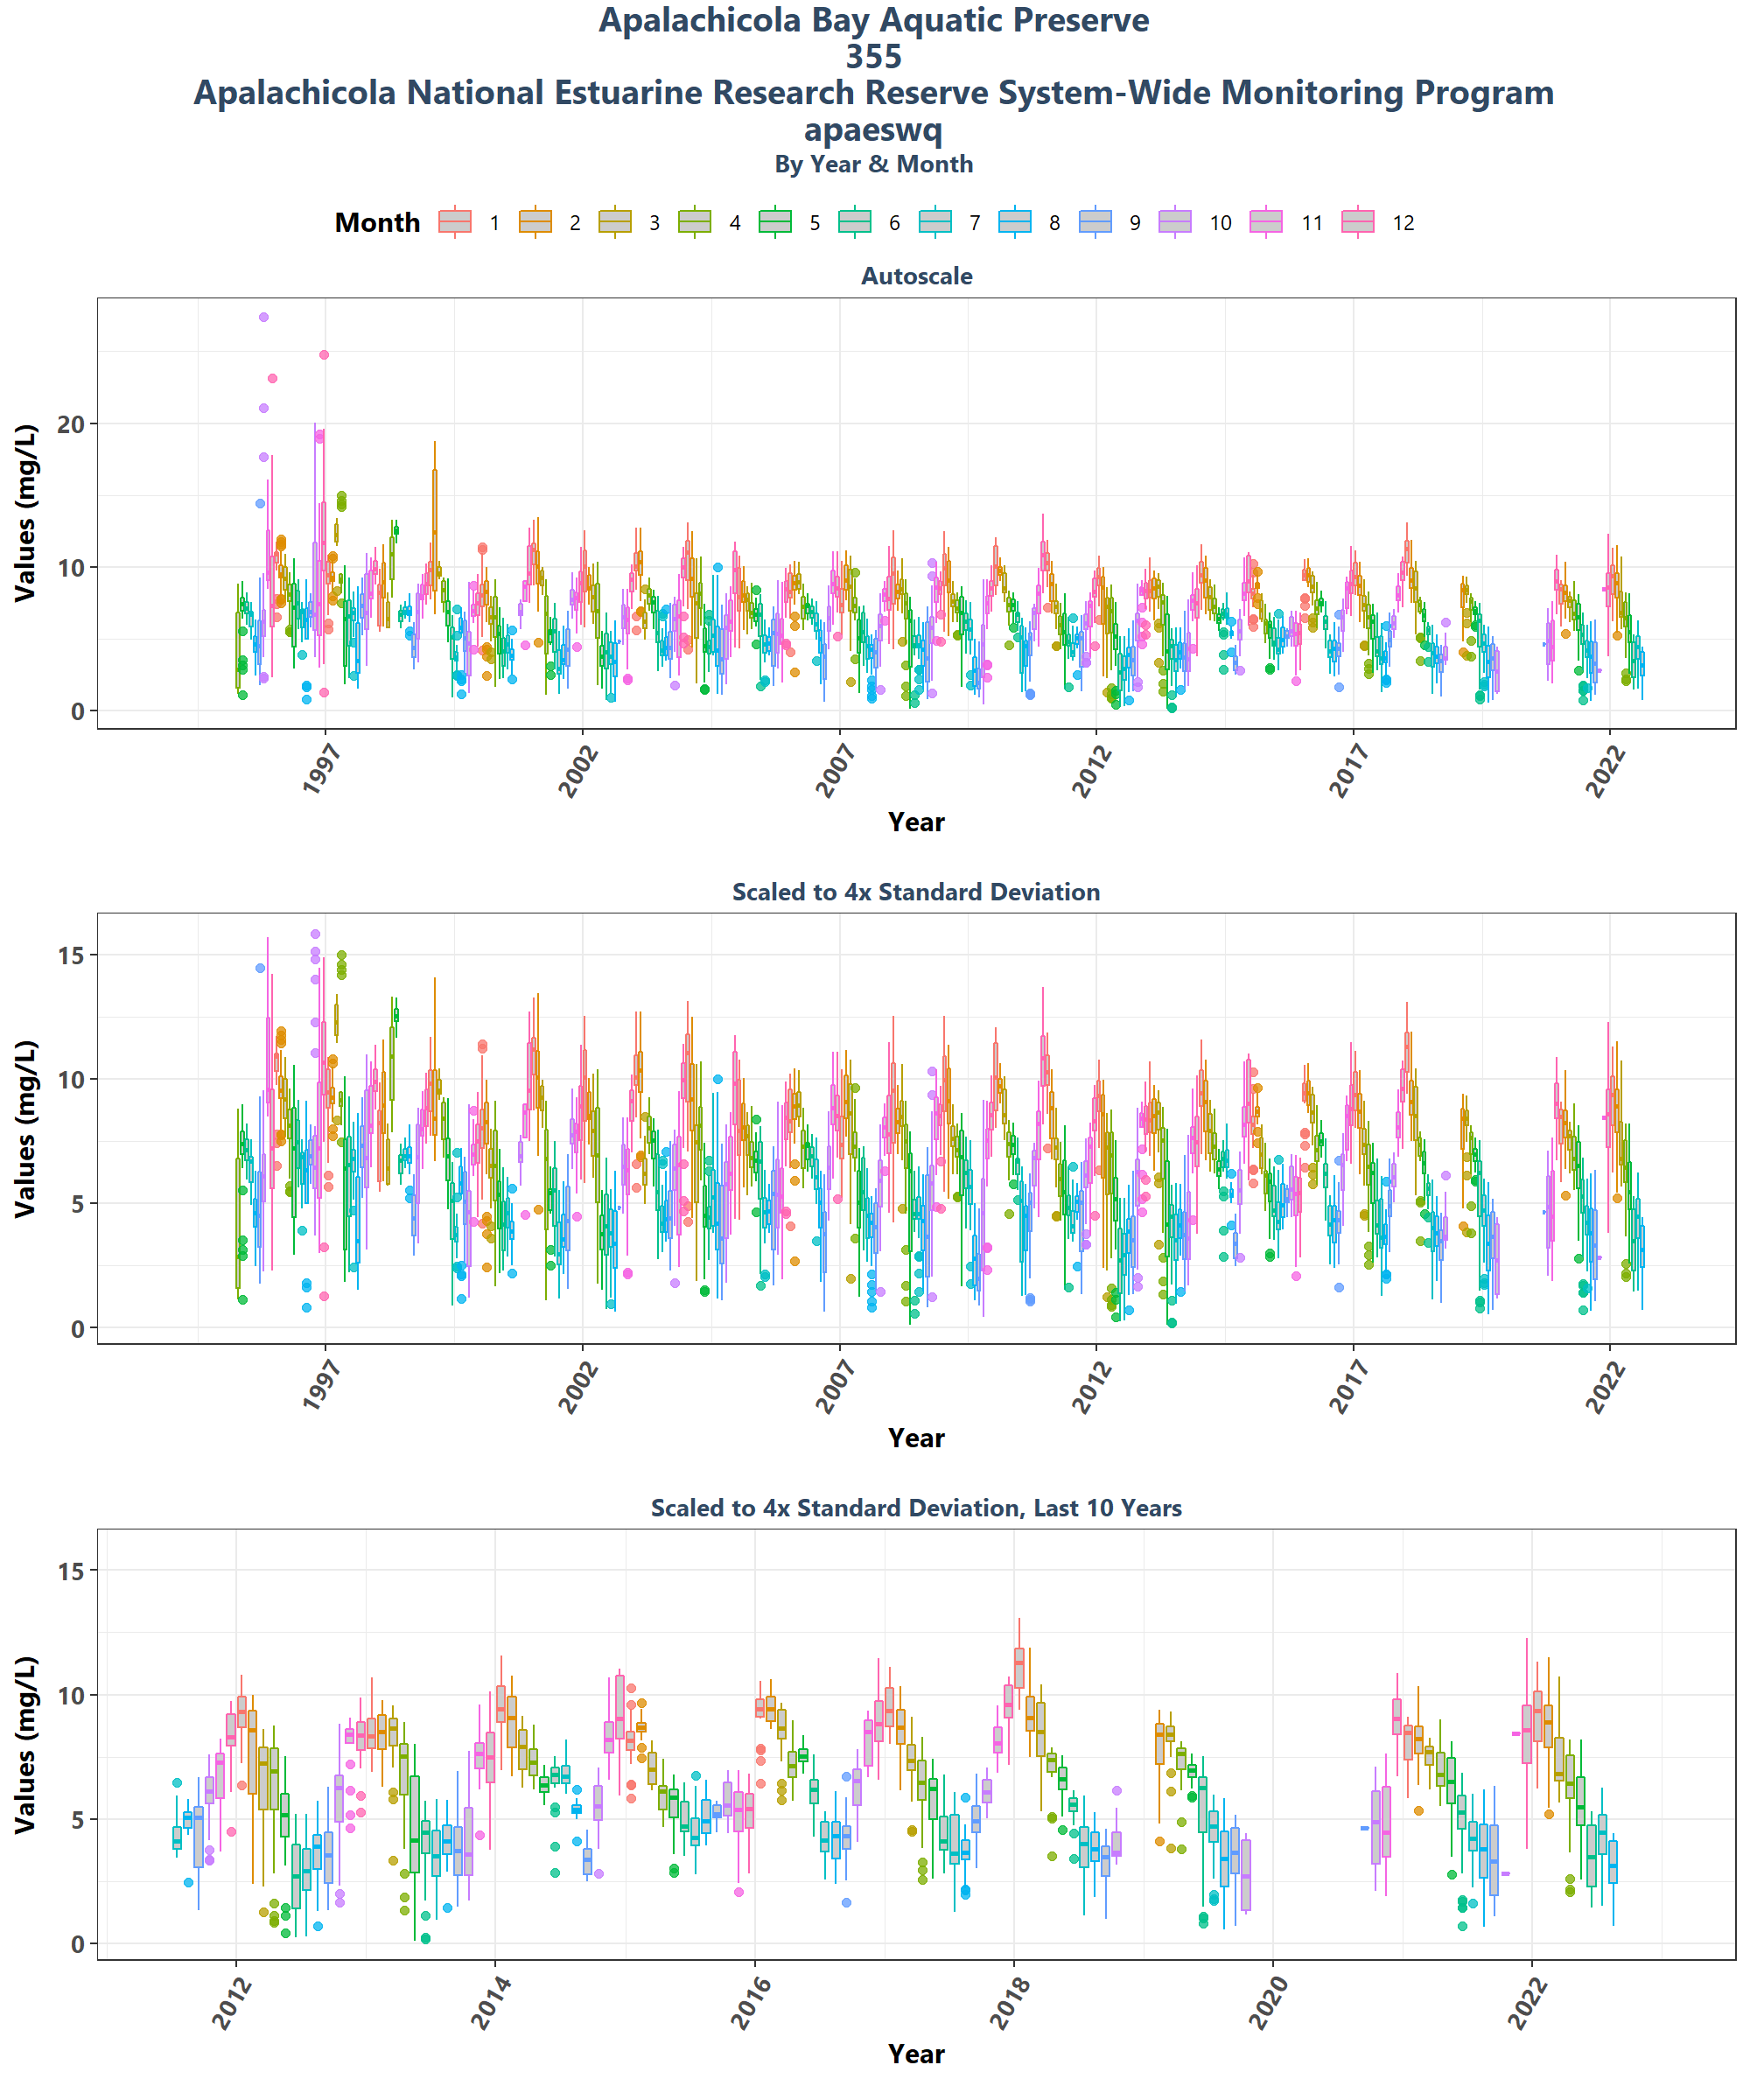 Apalachicola Bay Aquatic Preserve
355
Apalachicola National Estuarine Research Reserve System-Wide Monitoring Program
apaeswq
By Year & Month
Month 1 2 3 4 5 6 7 8 9 10 11 12
Autoscale
Values (mg/L)
20
10
0
1997 2002 2007 2012 2017 2022
Year
Scaled to 4x Standard Deviation
Values (mg/L)
15
10
5
0
1997 2002 2007 2012 2017 2022
Year
Scaled to 4x Standard Deviation, Last 10 Years
Values (mg/L)
15
10
5
0
2012 2014 2016 2018 2020 2022
Year